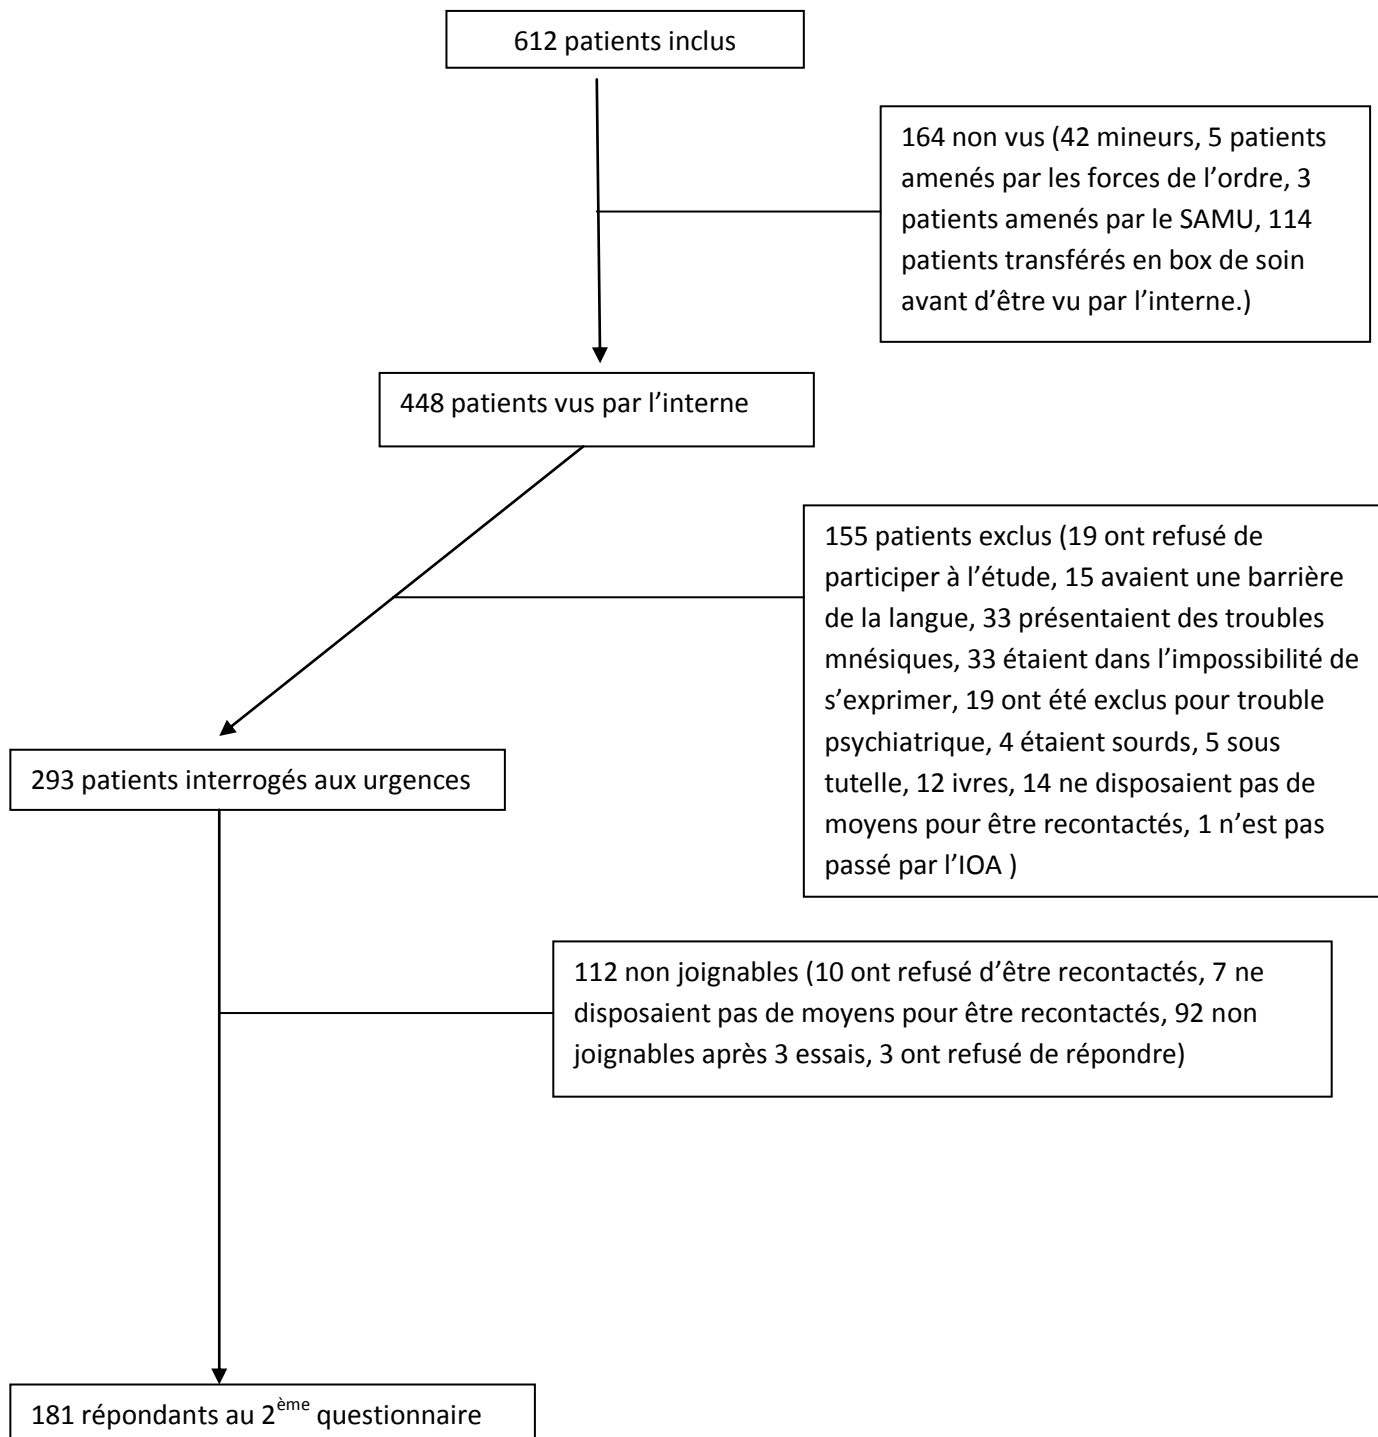 612 patients inclus
164 non vus (42 mineurs, 5 patients
amenés par les forces de l’ordre, 3
patients amenés par le SAMU, 114
patients transférés en box de soin
avant d’être vu par l’interne.)
448 patients vus par l’interne
155 patients exclus (19 ont refusé de
participer à l’étude, 15 avaient une barrière
de la langue, 33 présentaient des troubles
mnésiques, 33 étaient dans l’impossibilité de
s’exprimer, 19 ont été exclus pour trouble
psychiatrique, 4 étaient sourds, 5 sous
tutelle, 12 ivres, 14 ne disposaient pas de
moyens pour être recontactés, 1 n’est pas
passé par l’IOA )
293 patients interrogés aux urgences
112 non joignables (10 ont refusé d’être recontactés, 7 ne
disposaient pas de moyens pour être recontactés, 92 non
joignables après 3 essais, 3 ont refusé de répondre)
181 répondants au 2ème questionnaire